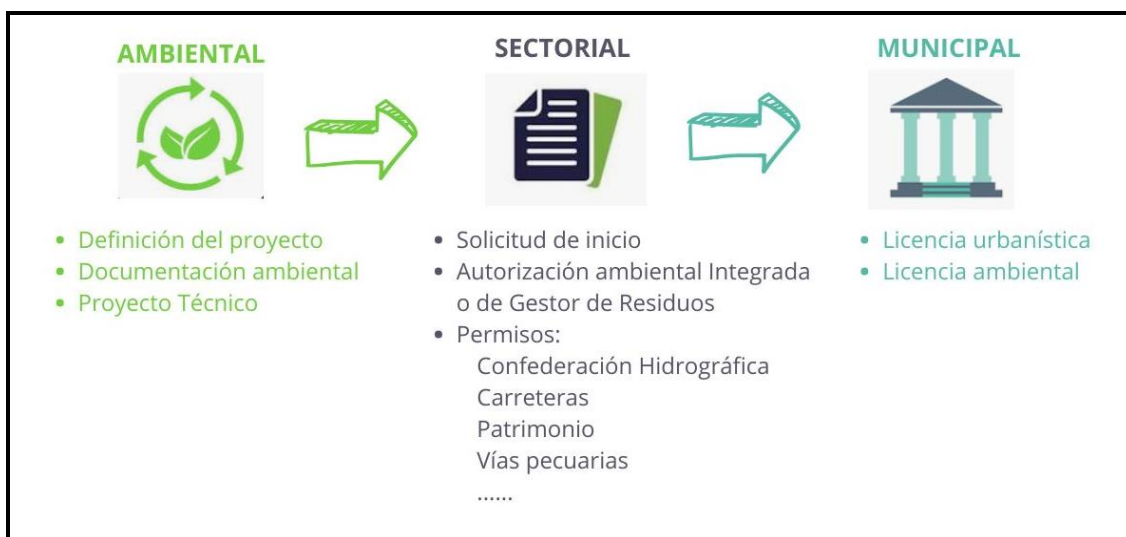 AMBIENTAL
• Definición del proyecto
• Documentación ambiental
• Proyecto Técnico
SECTORIAL
• Solicitud de inicio
• Autorización ambiental Integrada
o de Gestor de Residuos
• Permisos:
Confederación Hidrográfica
Carreteras
Patrimonio
Vías pecuarias
......
MUNICIPAL
• Licencia urbanística
• Licencia ambiental